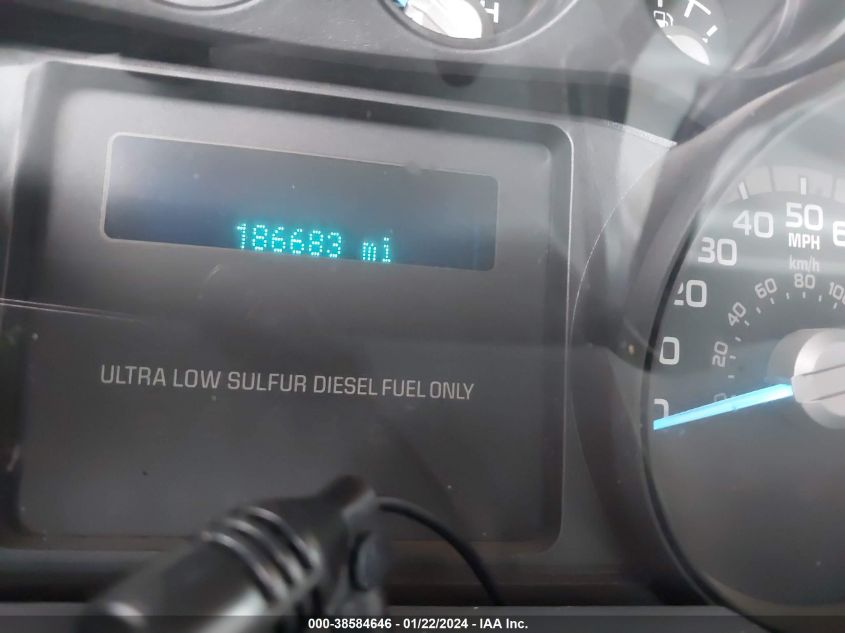 H
186683 mi
ULTRA LOW SULFUR DIESEL FUEL ONLY
20 30 40 50
MPH
km/h
20 40 60 80
000-38584646 - 01/22/2024 - IAA Inc.